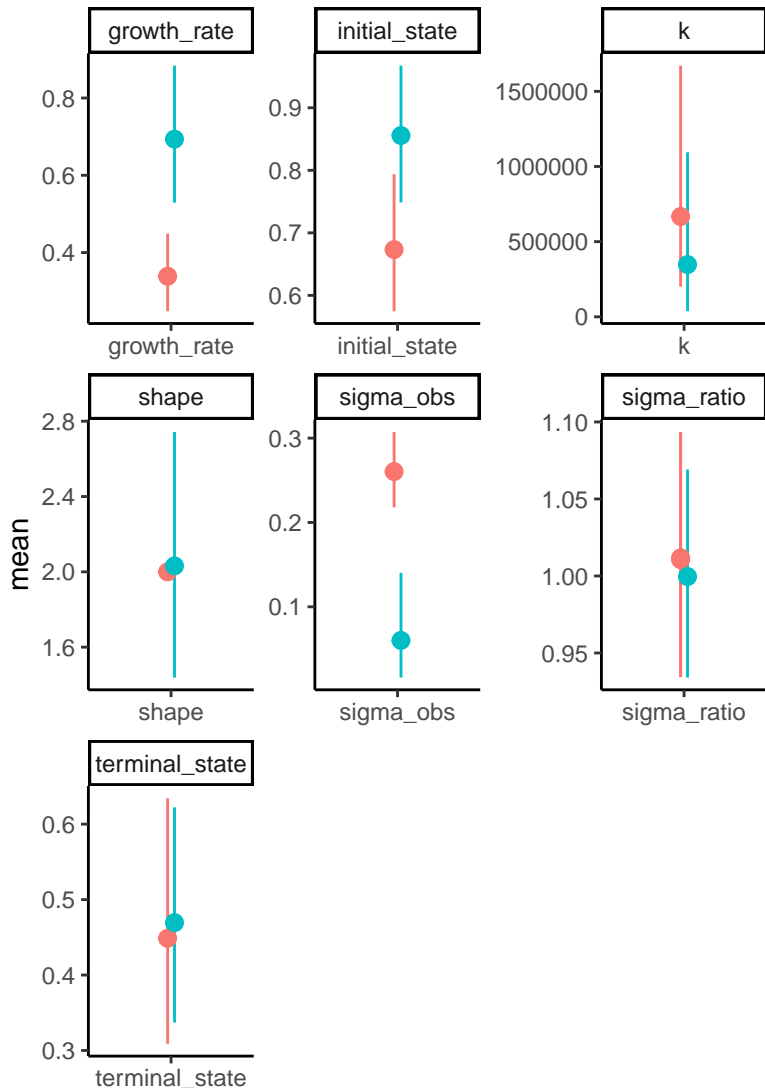 growth_rate
0.8
0.6
0.4
growth_rate
initial_state
0.9
0.8
0.7
0.6
initial_state
k
1500000
1000000
500000
0
k
mean
shape
2.8
2.4
2.0
1.6
shape
sigma_obs
0.3
0.2
0.1
sigma_obs
sigma_ratio
1.10
1.05
1.00
0.95
sigma_ratio
terminal_state
0.6
0.5
0.4
0.3
terminal_state